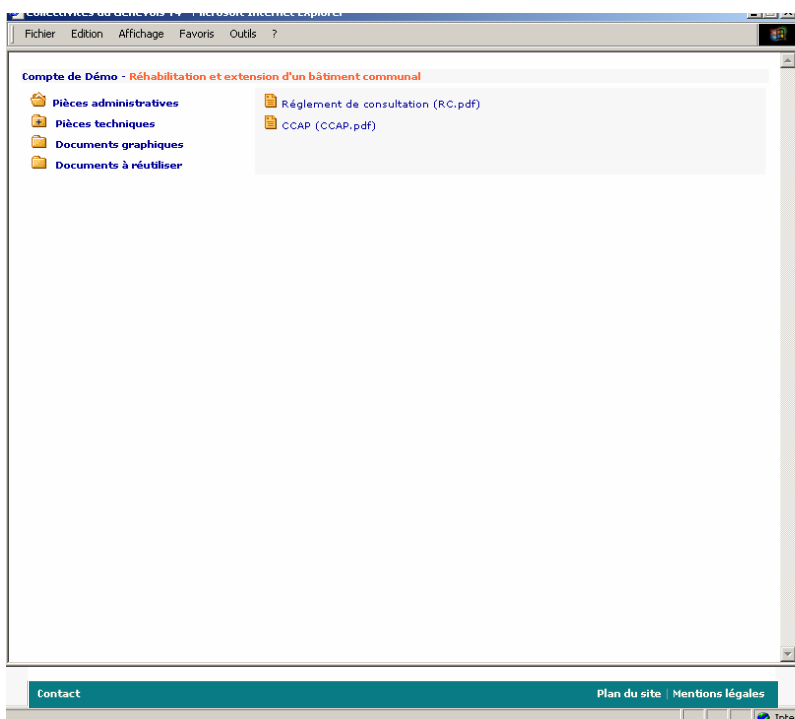 Fichier Edition Affichage Favoris Outils ?
Compte de Démo - Réhabilitation et extension d'un bâtiment communal
Pièces administratives
Pièces techniques
Documents graphiques
Documents à réutiliser
Réglement de consultation (RC.pdf)
CCAP (CCAP.pdf)
Contact
Plan du site | Mentions légales